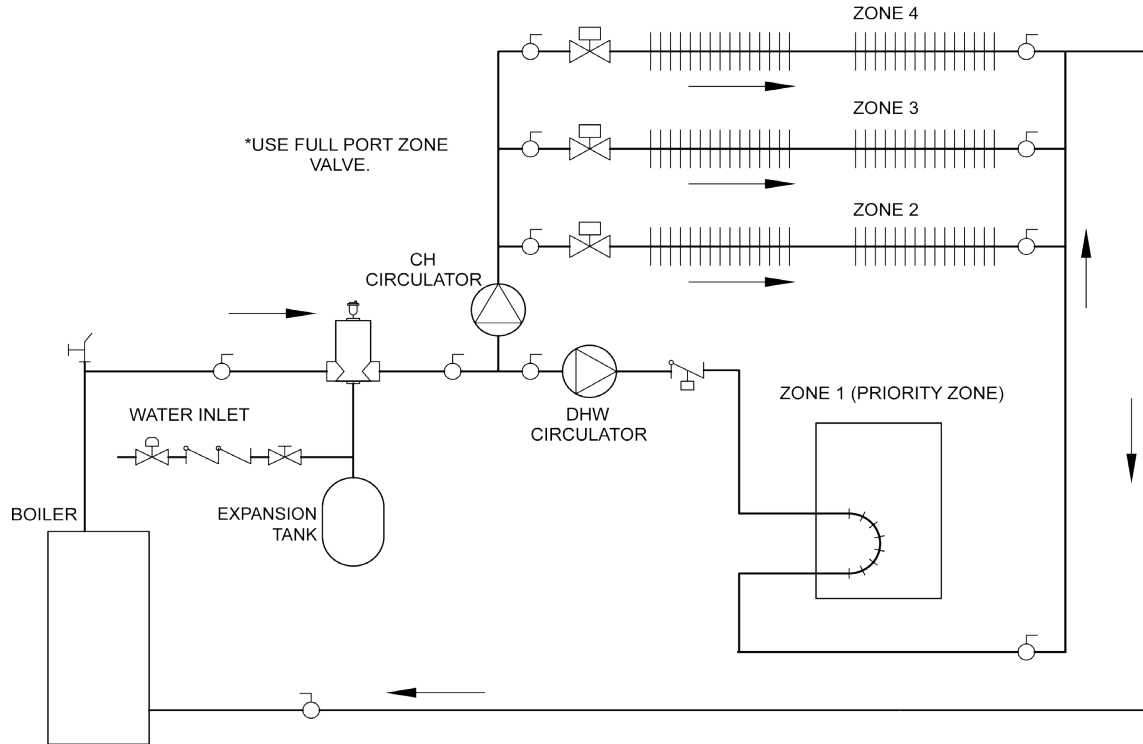 ZONE 4
*USE FULL PORT ZONE
VALVE.
ZONE 3
ZONE 2
CH
CIRCULATOR
WATER INLET
DHW
CIRCULATOR
ZONE 1 (PRIORITY ZONE)
BOILER
EXPANSION
TANK